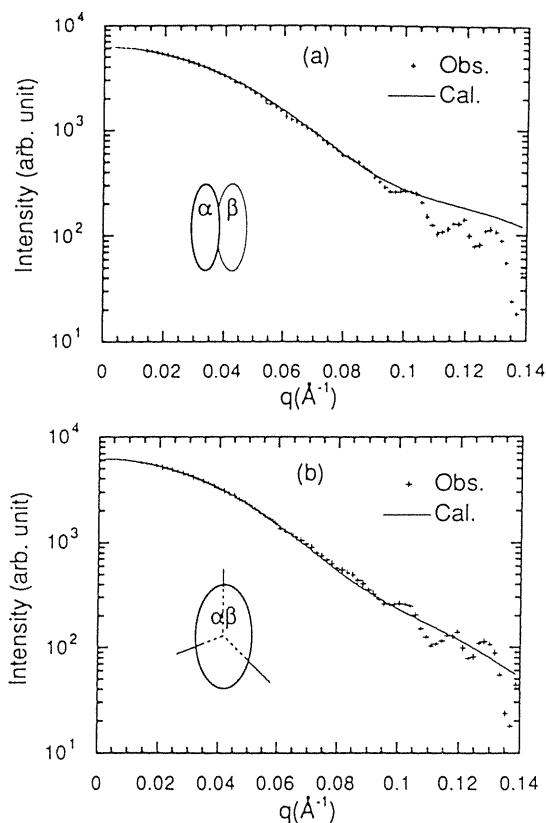 10^4
(a)
+ Obs.
— Cal.
10^3
Intensity (arb. unit)
α β
10^2
10^1
0 0.02 0.04 0.06 0.08 0.1 0.12 0.14
q(Å^-1)
10^4
(b)
+ Obs.
— Cal.
10^3
Intensity (arb. unit)
αβ
10^2
10^1
0 0.02 0.04 0.06 0.08 0.1 0.12 0.14
q(Å^-1)